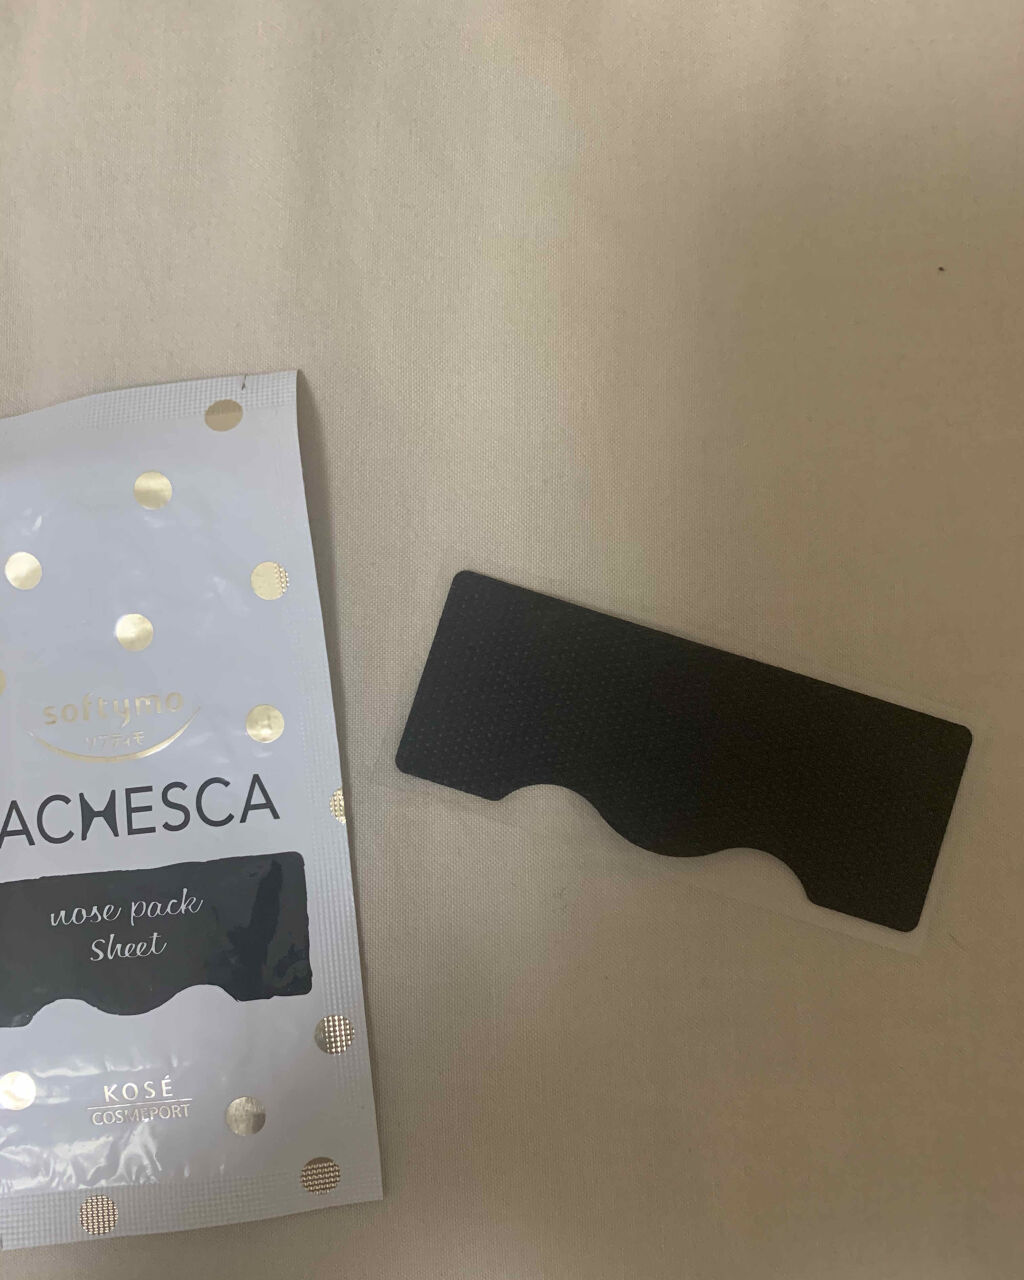 softymo
ソフティモ
ACHESCA
nose pack
Sheet
KOSÉ
COSMEPORT